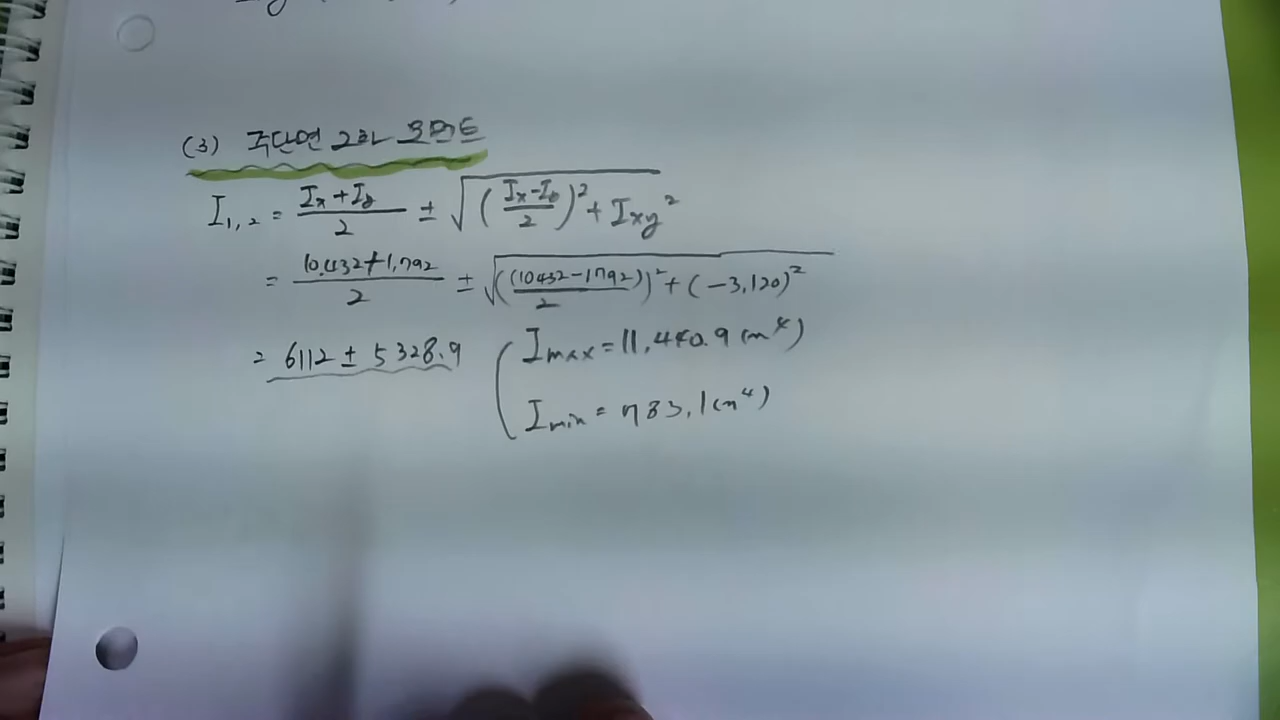 (3) 주단면 2차 모멘트
I₁,₂ = (Ix+Iy)/2 ± √((Ix-Iy)/2)² + Ixy²
= (10,432+1,792)/2 ± √((10432-1792)/2)² + (-3,120)²
= 6112 ± 5328.9
Imax = 11,440.9 cm⁴)
Imin = 783.1 cm⁴)